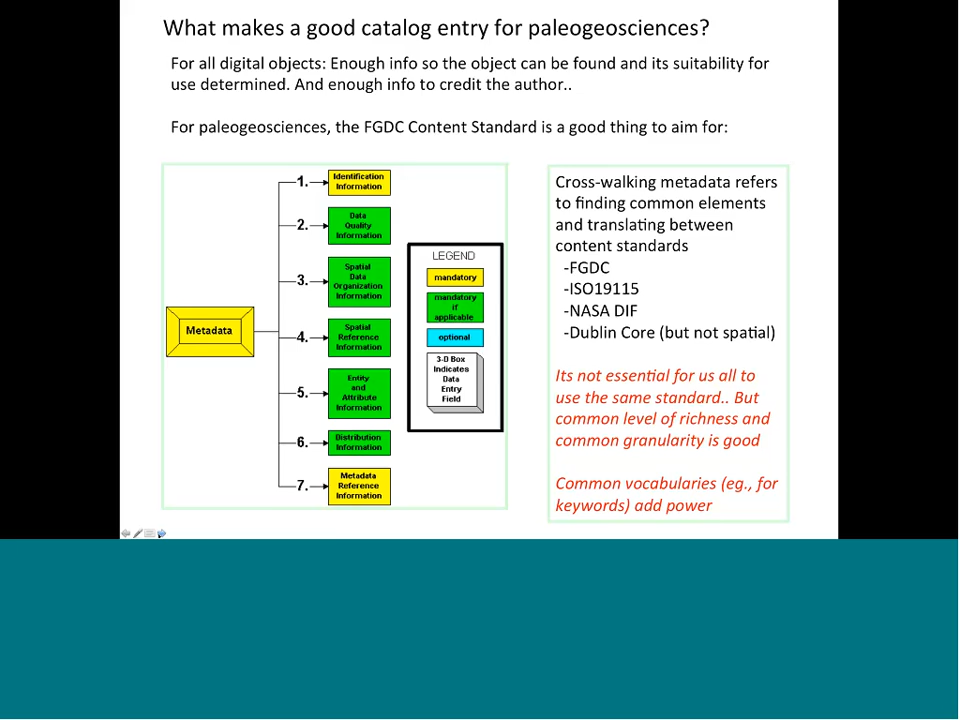 What makes a good catalog entry for paleogeosciences?
For all digital objects: Enough info so the object can be found and its suitability for
use determined. And enough info to credit the author..
For paleogeosciences, the FGDC Content Standard is a good thing to aim for:
Metadata
1.
Identification
Information
2.
Data
Quality
Information
3.
Spatial
Data
Organization
Information
4.
Spatial
Reference
Information
5.
Entity
and
Attribute
Information
6.
Distribution
Information
7.
Metadata
Reference
Information
LEGEND
mandatory
mandatory
if
applicable
optional
3-D Box
Indicates
Data
Entry
Field
Cross-walking metadata refers
to finding common elements
and translating between
content standards
-FGDC
-ISO19115
-NASA DIF
-Dublin Core (but not spatial)
Its not essential for us all to
use the same standard.. But
common level of richness and
common granularity is good
Common vocabularies (eg., for
keywords) add power